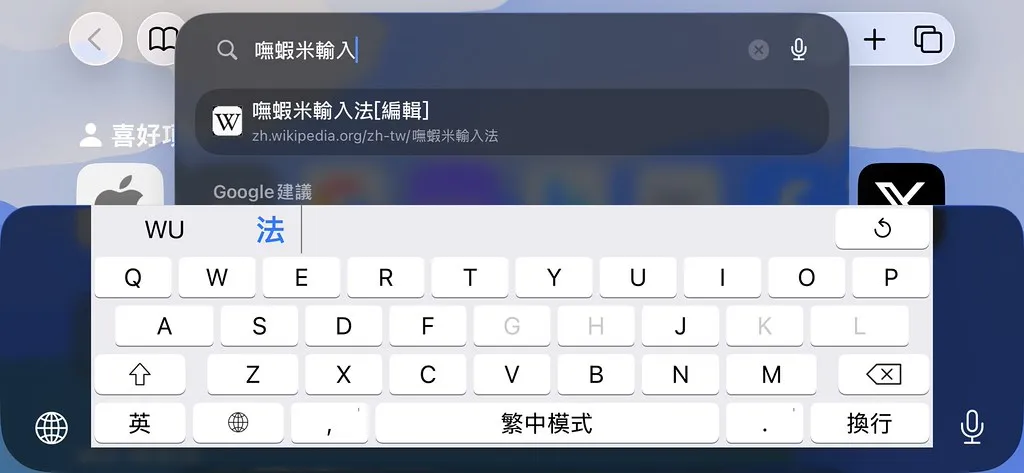 嘸蝦米輸入
嘸蝦米輸入法[編輯]
zh.wikipedia.org/zh-tw/嘸蝦米輸入法
喜好項
Google建議
WU 法
Q W E R T Y U I O P
A S D F G H J K L
Z X C V B N M
英 , ' 繁中模式 . ' 換行